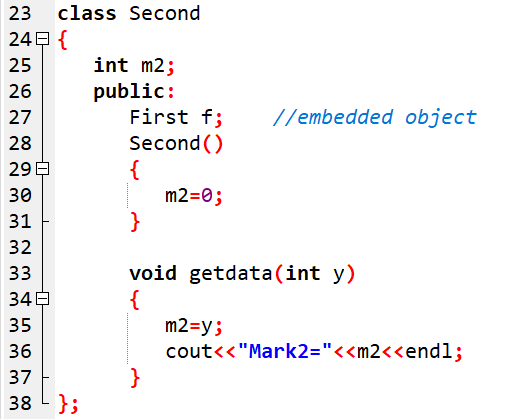 23 class Second
24 {
25 int m2;
26 public:
27 First f; //embedded object
28 Second()
29 {
30 m2=0;
31 }
32
33 void getdata(int y)
34 {
35 m2=y;
36 cout<<"Mark2="<<m2<<endl;
37 }
38 };